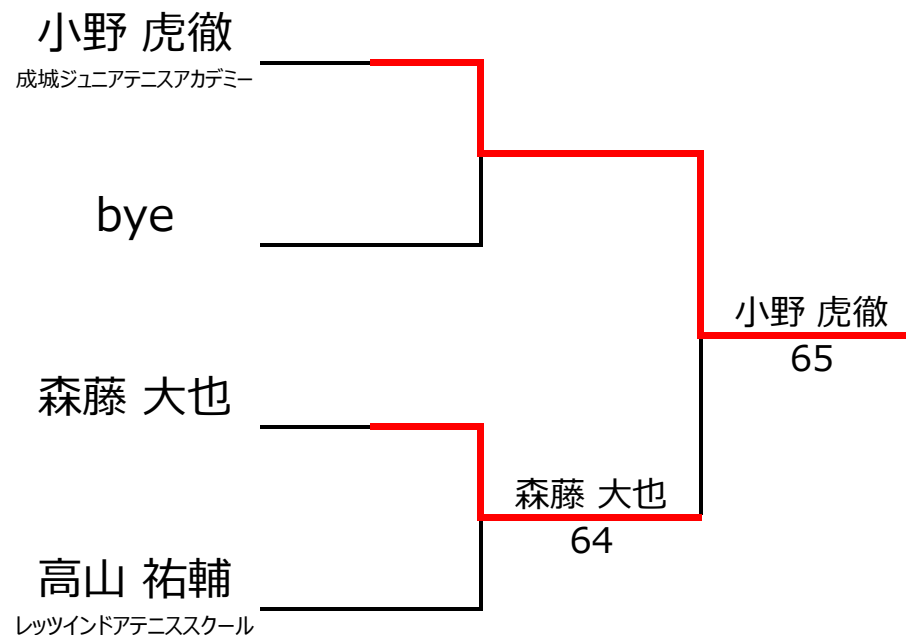 小野 虎徹
成城ジュニアテニスアカデミー
bye
小野 虎徹
65
森藤 大也
森藤 大也
64
高山 祐輔
レッツインドアテニススクール